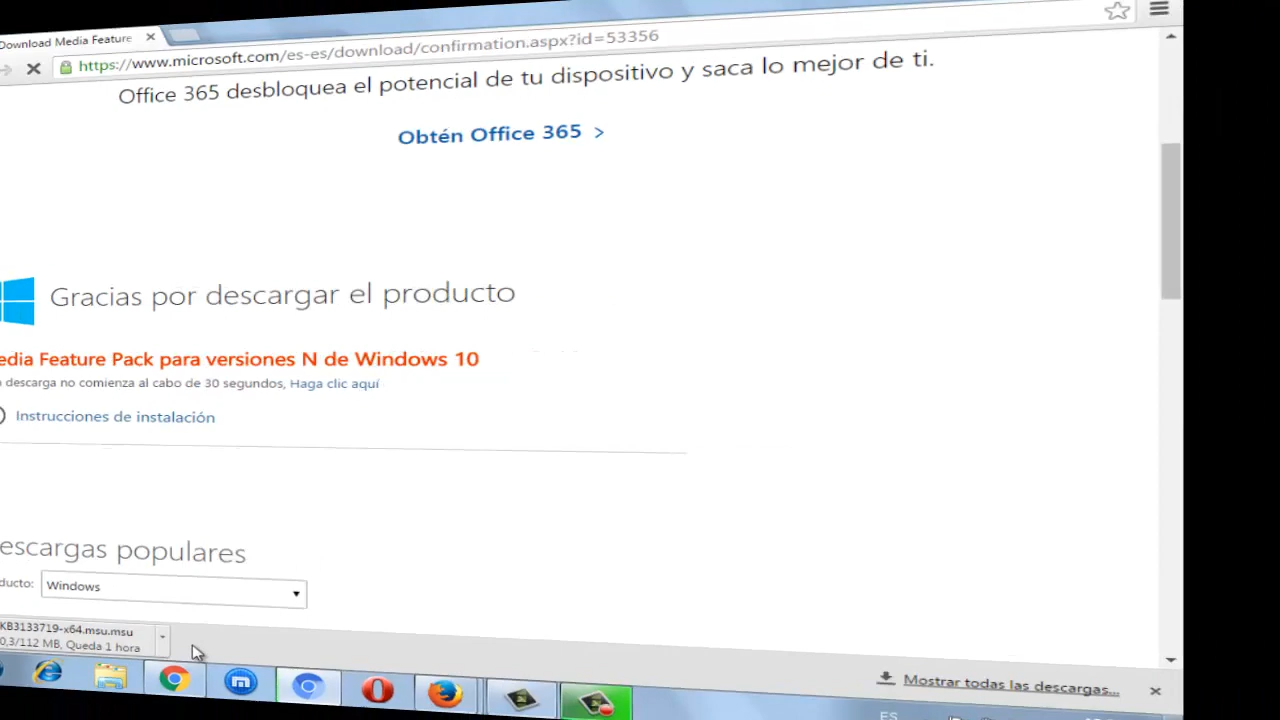 Download Media Feature
https://www.microsoft.com/es-es/download/confirmation.aspx?id=53356
Office 365 desbloquea el potencial de tu dispositivo y saca lo mejor de ti.
Obtén Office 365 >
Gracias por descargar el producto
edia Feature Pack para versiones N de Windows 10
descarga no comienza al cabo de 30 segundos, Haga clic aquí
Instrucciones de instalación
escargas populares
ducto: Windows
KB3133719-x64.msu.msu
0,3/112 MB, Queda 1 hora
Mostrar todas las descargas...
ES